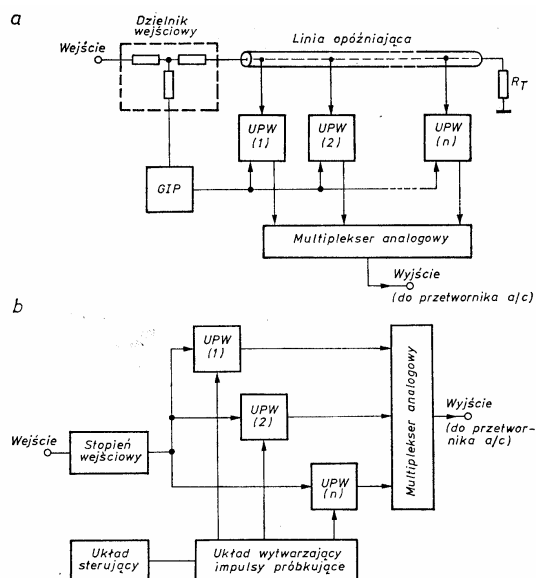 a
Dzielnik
wejściowy
Wejście
Linia opóźniająca
R_T
UPW
(1)
UPW
(2)
UPW
(n)
GIP
Multiplekser analogowy
Wyjście
(do przetwornika a/c)
b
UPW
(1)
UPW
(2)
UPW
(n)
Wejście
Stopień
wejściowy
Multiplekser analogowy
Wyjście
(do przetwor-
nika a/c)
Układ
sterujący
Układ wytwarzający
impulsy próbkujące